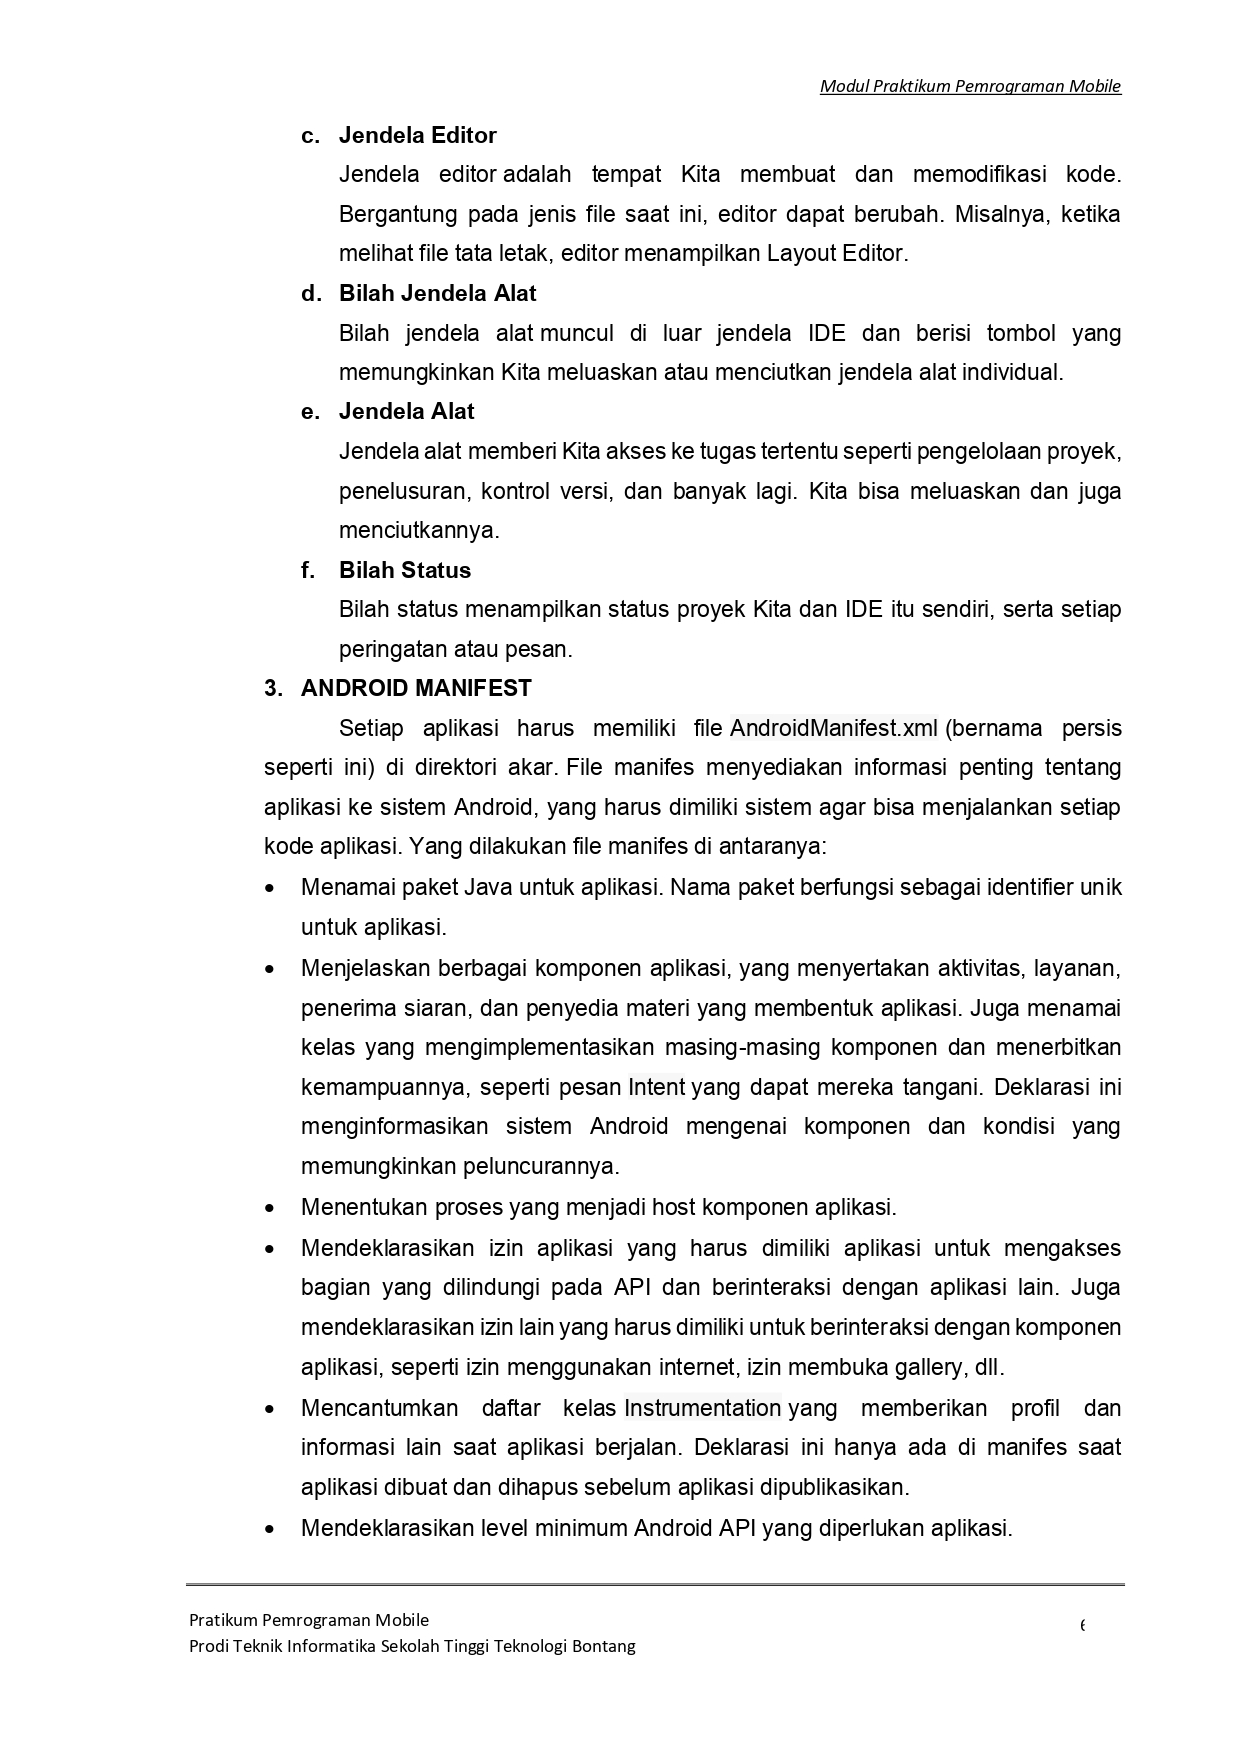 Modul Praktikum Pemrograman Mobile
c. Jendela Editor
Jendela editor adalah tempat Kita membuat dan memodifikasi kode.
Bergantung pada jenis file saat ini, editor dapat berubah. Misalnya, ketika
melihat file tata letak, editor menampilkan Layout Editor.
d. Bilah Jendela Alat
Bilah jendela alat muncul di luar jendela IDE dan berisi tombol yang
memungkinkan Kita meluaskan atau menciutkan jendela alat individual.
e. Jendela Alat
Jendela alat memberi Kita akses ke tugas tertentu seperti pengelolaan proyek,
penelusuran, kontrol versi, dan banyak lagi. Kita bisa meluaskan dan juga
menciutkannya.
f. Bilah Status
Bilah status menampilkan status proyek Kita dan IDE itu sendiri, serta setiap
peringatan atau pesan.
3. ANDROID MANIFEST
Setiap aplikasi harus memiliki file AndroidManifest.xml (bernama persis
seperti ini) di direktori akar. File manifes menyediakan informasi penting tentang
aplikasi ke sistem Android, yang harus dimiliki sistem agar bisa menjalankan setiap
kode aplikasi. Yang dilakukan file manifes di antaranya:
• Menamai paket Java untuk aplikasi. Nama paket berfungsi sebagai identifier unik
untuk aplikasi.
• Menjelaskan berbagai komponen aplikasi, yang menyertakan aktivitas, layanan,
penerima siaran, dan penyedia materi yang membentuk aplikasi. Juga menamai
kelas yang mengimplementasikan masing-masing komponen dan menerbitkan
kemampuannya, seperti pesan Intent yang dapat mereka tangani. Deklarasi ini
menginformasikan sistem Android mengenai komponen dan kondisi yang
memungkinkan peluncurannya.
• Menentukan proses yang menjadi host komponen aplikasi.
• Mendeklarasikan izin aplikasi yang harus dimiliki aplikasi untuk mengakses
bagian yang dilindungi pada API dan berinteraksi dengan aplikasi lain. Juga
mendeklarasikan izin lain yang harus dimiliki untuk berinteraksi dengan komponen
aplikasi, seperti izin menggunakan internet, izin membuka gallery, dll.
• Mencantumkan daftar kelas Instrumentation yang memberikan profil dan
informasi lain saat aplikasi berjalan. Deklarasi ini hanya ada di manifes saat
aplikasi dibuat dan dihapus sebelum aplikasi dipublikasikan.
• Mendeklarasikan level minimum Android API yang diperlukan aplikasi.
Pratikum Pemrograman Mobile
Prodi Teknik Informatika Sekolah Tinggi Teknologi Bontang